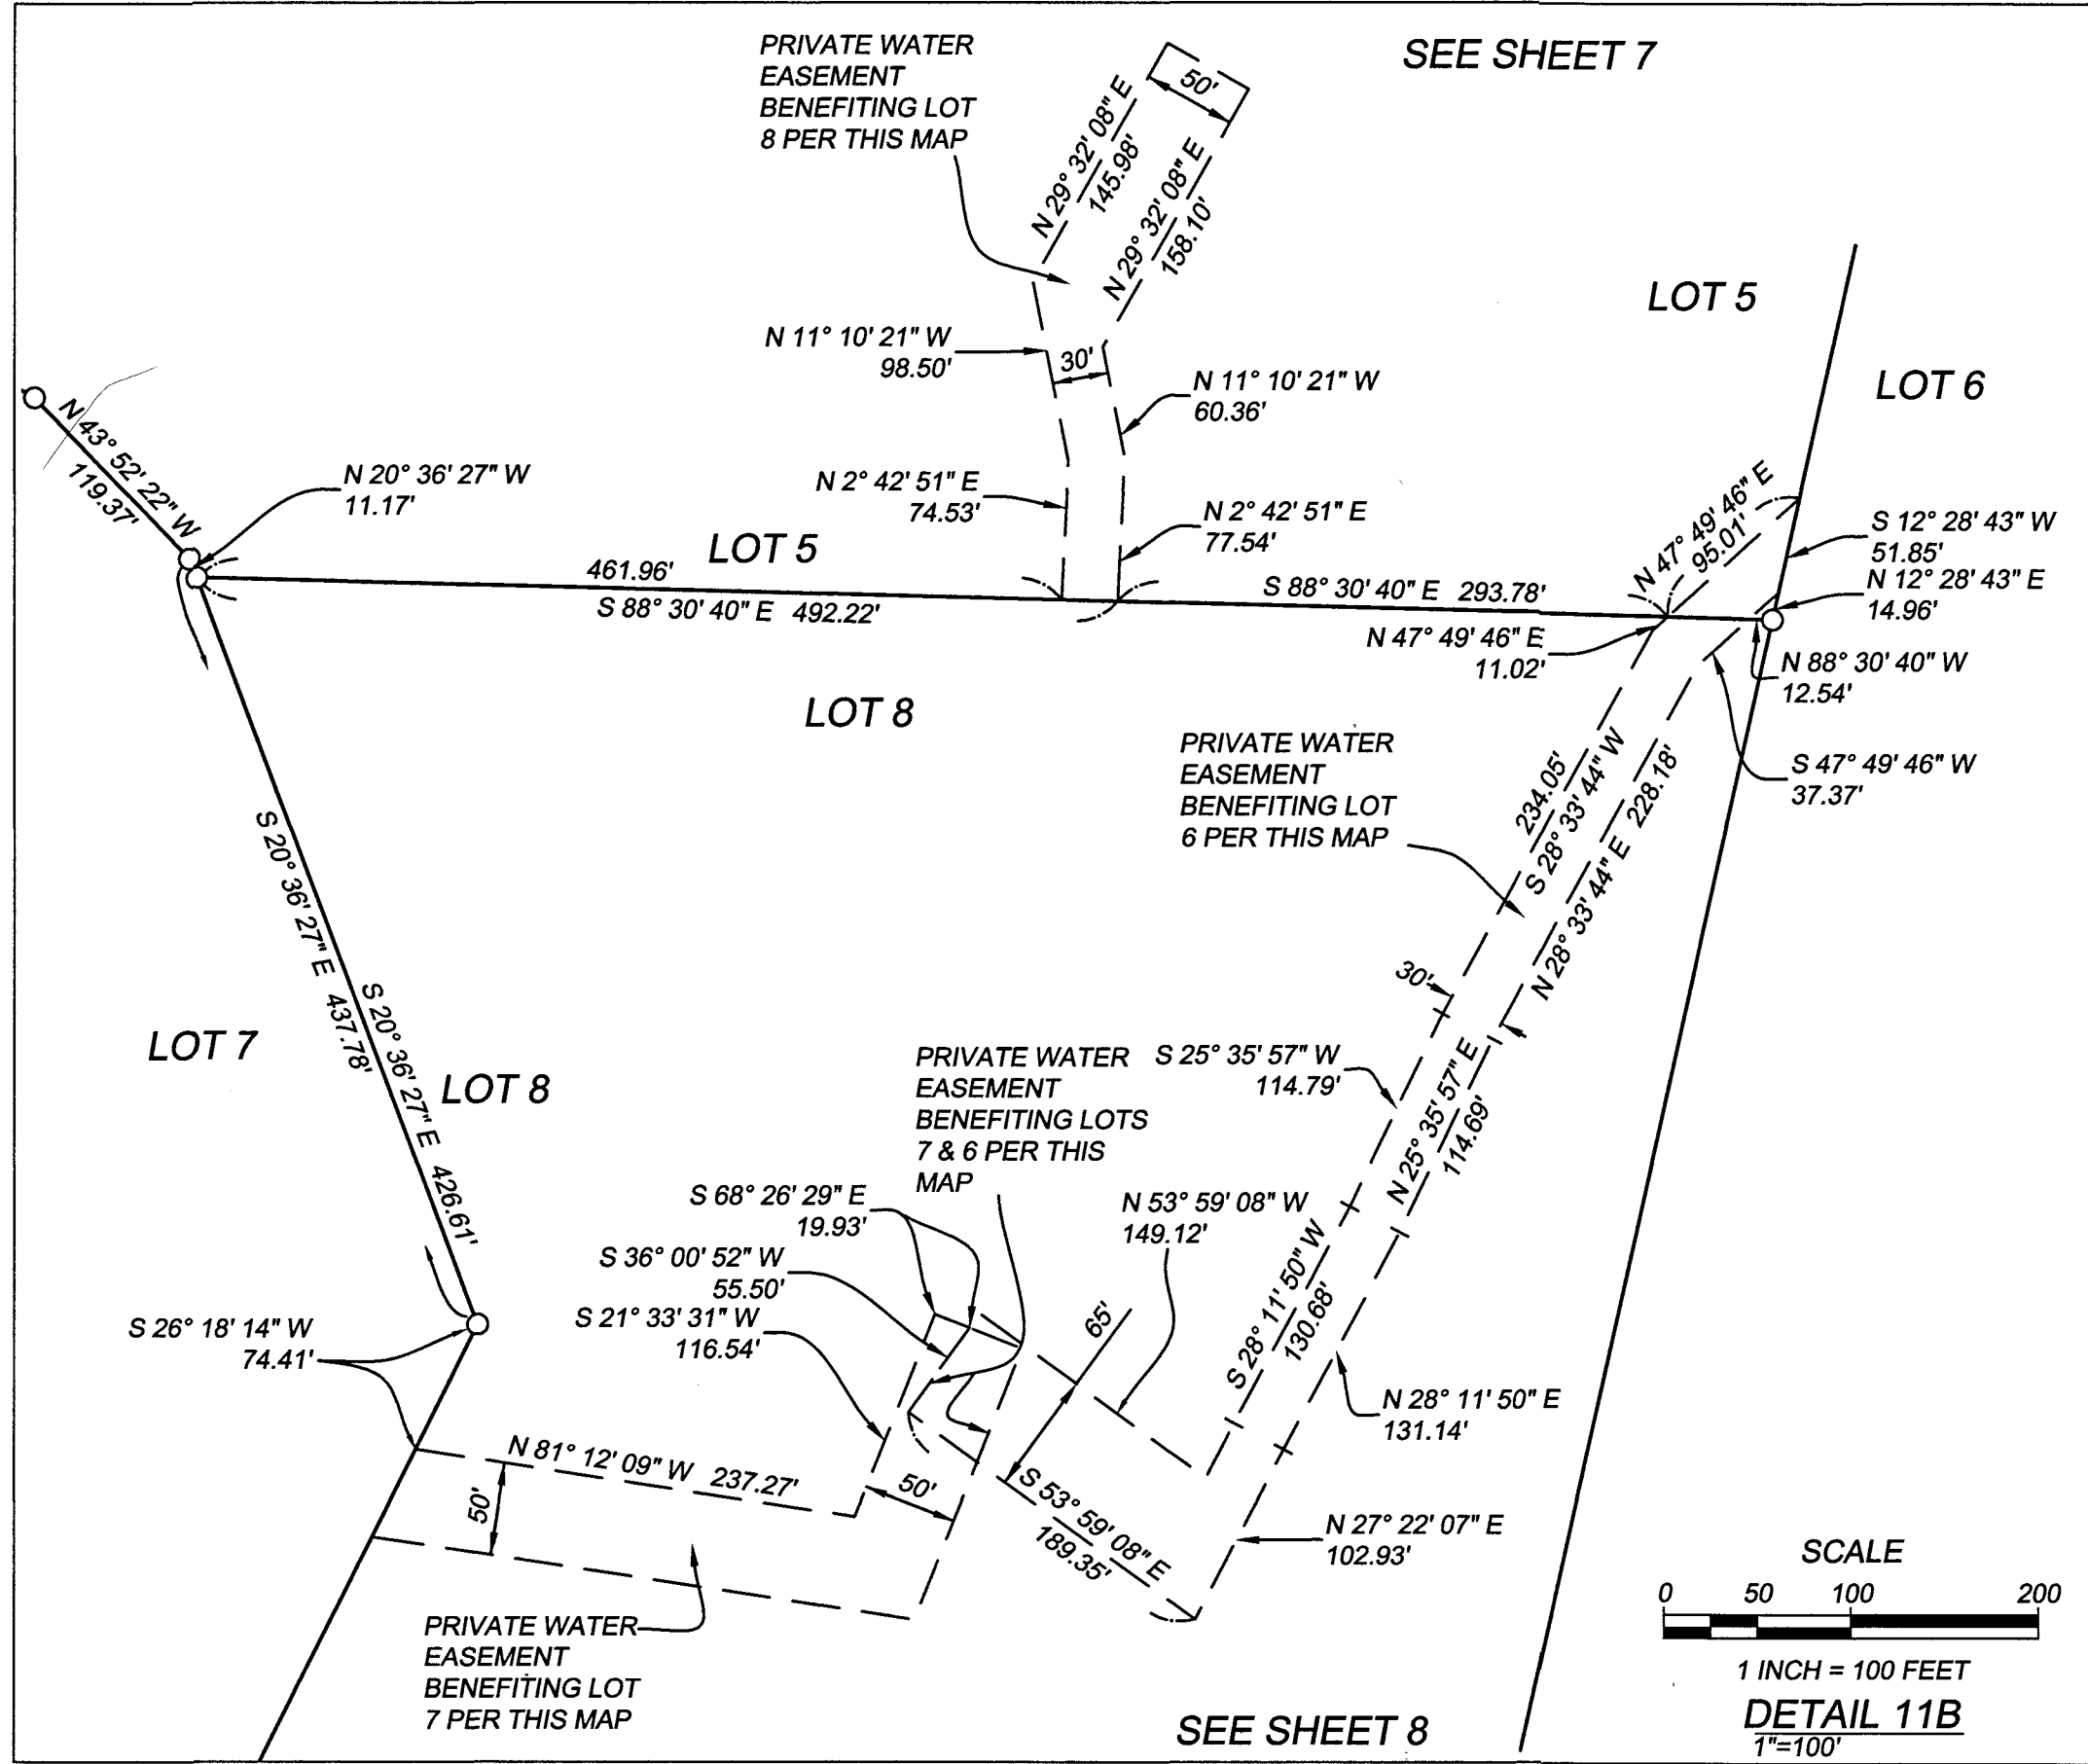 SEE SHEET 7
PRIVATE WATER
EASEMENT
BENEFITING LOT
8 PER THIS MAP
50'
N 29° 32' 08" E
145.98'
N 29° 32' 08" E
158.10'
LOT 5
LOT 6
N 11° 10' 21" W
98.50'
30'
N 11° 10' 21" W
60.36'
N 43° 52' 22" W
119.37'
N 20° 36' 27" W
11.17'
N 2° 42' 51" E
74.53'
N 2° 42' 51" E
77.54'
N 47° 49' 46" E
95.01'
S 12° 28' 43" W
51.85'
N 12° 28' 43" E
14.96'
LOT 5
461.96'
S 88° 30' 40" E 492.22'
S 88° 30' 40" E 293.78'
N 47° 49' 46" E
11.02'
N 88° 30' 40" W
12.54'
LOT 8
S 47° 49' 46" W
37.37'
PRIVATE WATER
EASEMENT
BENEFITING LOT
6 PER THIS MAP
234.05'
S 28° 33' 44" W
N 28° 33' 44" E 228.18'
30'
S 20° 36' 27" E 437.78'
S 20° 36' 27" E 426.61'
LOT 7
LOT 8
PRIVATE WATER
EASEMENT
BENEFITING LOTS
7 & 6 PER THIS
MAP
S 25° 35' 57" W
114.79'
N 25° 35' 57" E
114.69'
S 68° 26' 29" E
19.93'
N 53° 59' 08" W
149.12'
S 36° 00' 52" W
55.50'
S 21° 33' 31" W
116.54'
65'
S 28° 11' 50" W
130.68'
S 26° 18' 14" W
74.41'
N 28° 11' 50" E
131.14'
N 81° 12' 09" W 237.27'
50'
50'
S 53° 59' 08" E
189.35'
N 27° 22' 07" E
102.93'
PRIVATE WATER
EASEMENT
BENEFITING LOT
7 PER THIS MAP
SCALE
0 50 100 200
1 INCH = 100 FEET
DETAIL 11B
1"=100'
SEE SHEET 8